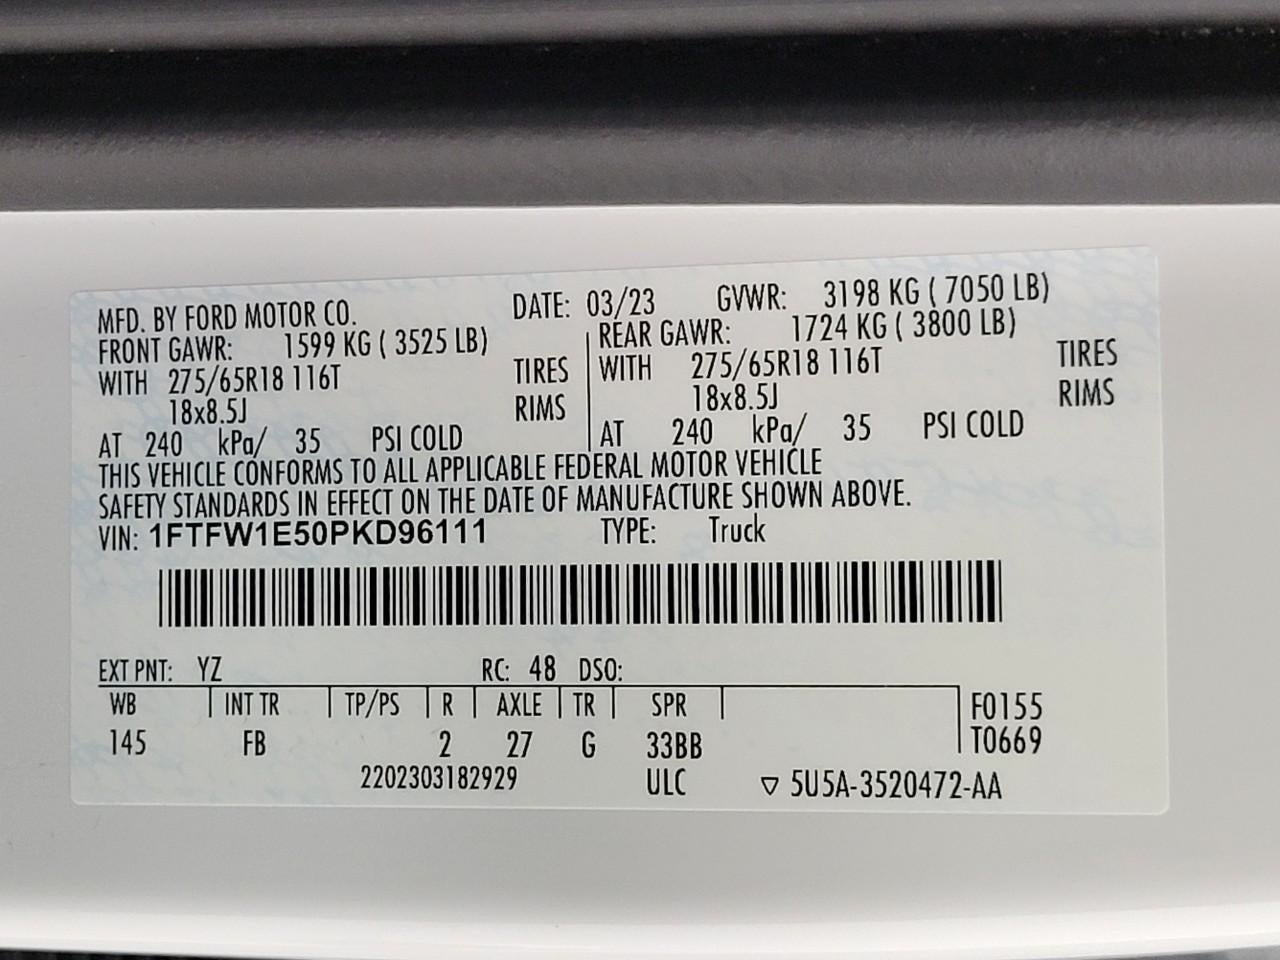 MFD. BY FORD MOTOR CO. DATE: 03/23 GVWR: 3198 KG ( 7050 LB)
FRONT GAWR: 1599 KG ( 3525 LB) REAR GAWR: 1724 KG ( 3800 LB)
WITH 275/65R18 116T TIRES WITH 275/65R18 116T TIRES
18x8.5J RIMS 18x8.5J RIMS
AT 240 kPa/ 35 PSI COLD AT 240 kPa/ 35 PSI COLD
THIS VEHICLE CONFORMS TO ALL APPLICABLE FEDERAL MOTOR VEHICLE
SAFETY STANDARDS IN EFFECT ON THE DATE OF MANUFACTURE SHOWN ABOVE.
VIN: 1FTFW1E50PKD96111 TYPE: Truck
EXT PNT: YZ RC: 48 DSO:
WB INT TR TP/PS R AXLE TR SPR F0155
145 FB 2 27 G 33BB T0669
2202303182929 ULC ▽ 5U5A-3520472-AA